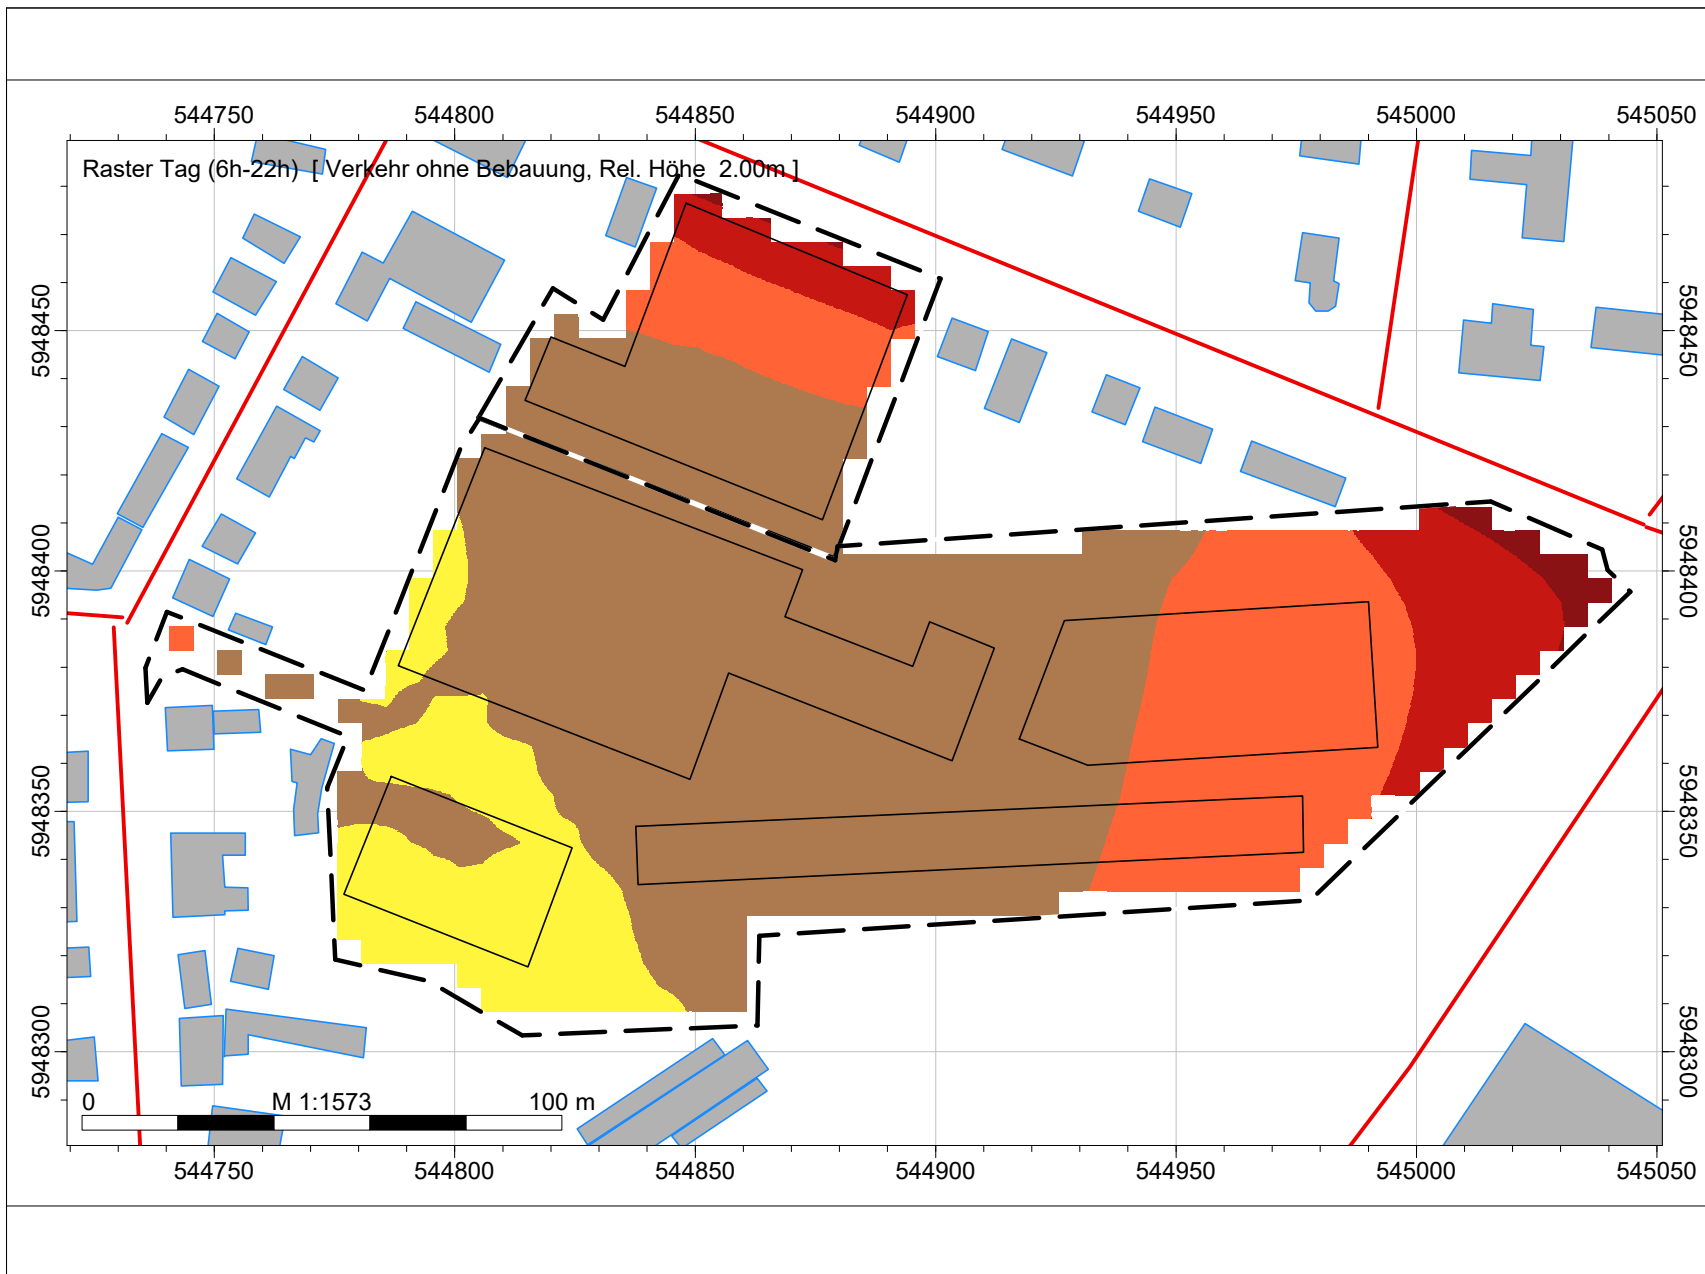 544750 544800 544850 544900 544950 545000 545050
Raster Tag (6h-22h) [ Verkehr ohne Bebauung, Rel. Höhe 2.00m ]
5948450 5948450
5948400 5948400
5948350 5948350
5948300 5948300
0 M 1:1573 100 m
544750 544800 544850 544900 544950 545000 545050